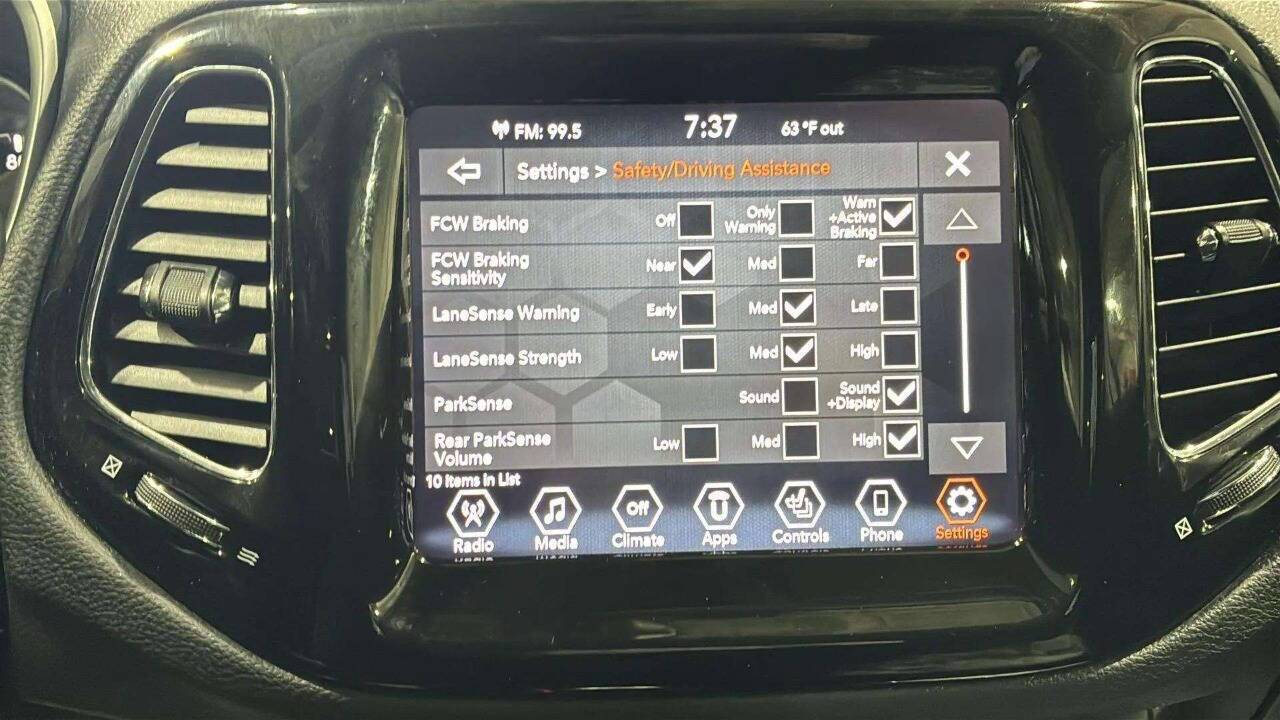 FM: 99.5 7:37 63 °F out
Settings > Safety/Driving Assistance
FCW Braking Off Only Warning Warn +Active Braking
FCW Braking Sensitivity Near Med Far
LaneSense Warning Early Med Late
LaneSense Strength Low Med High
ParkSense Sound Sound +Display
Rear ParkSense Volume Low Med High
10 Items in List
Off
Radio Media Climate Apps Controls Phone Settings